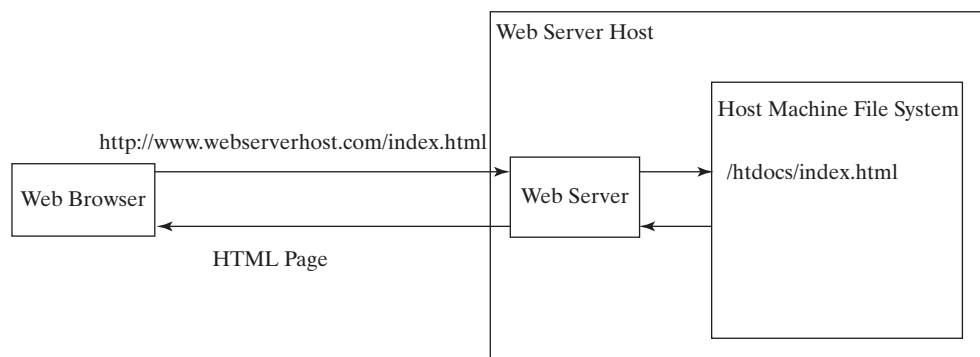 Web Server Host
Host Machine File System
http://www.webserverhost.com/index.html
/htdocs/index.html
Web Browser
Web Server
HTML Page